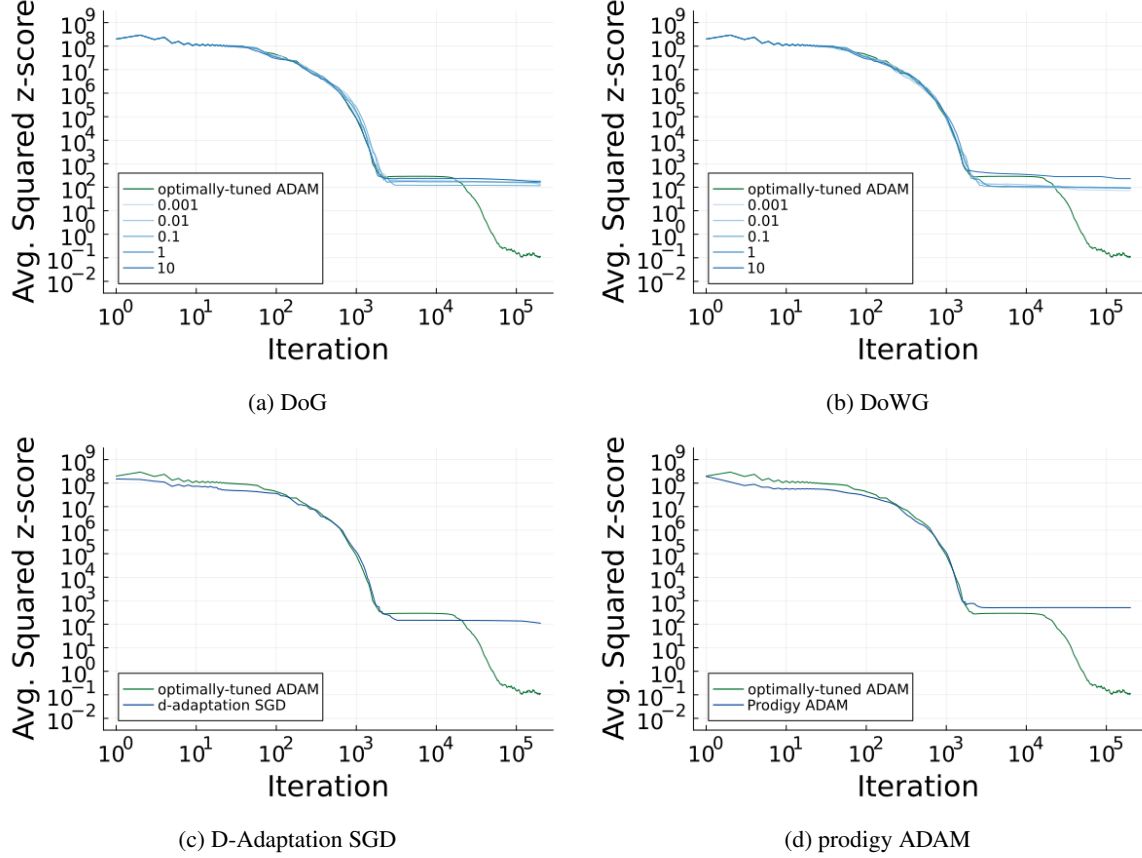 Avg. Squared z-score
10^9
10^8
10^7
10^6
10^5
10^4
10^3
10^2
10^1
10^0
10^-1
10^-2
optimally-tuned ADAM
0.001
0.01
0.1
1
10
10^0 10^1 10^2 10^3 10^4 10^5
Iteration
(a) DoG
Avg. Squared z-score
10^9
10^8
10^7
10^6
10^5
10^4
10^3
10^2
10^1
10^0
10^-1
10^-2
optimally-tuned ADAM
0.001
0.01
0.1
1
10
10^0 10^1 10^2 10^3 10^4 10^5
Iteration
(b) DoWG
Avg. Squared z-score
10^9
10^8
10^7
10^6
10^5
10^4
10^3
10^2
10^1
10^0
10^-1
10^-2
optimally-tuned ADAM
d-adaptation SGD
10^0 10^1 10^2 10^3 10^4 10^5
Iteration
(c) D-Adaptation SGD
Avg. Squared z-score
10^9
10^8
10^7
10^6
10^5
10^4
10^3
10^2
10^1
10^0
10^-1
10^-2
optimally-tuned ADAM
Prodigy ADAM
10^0 10^1 10^2 10^3 10^4 10^5
Iteration
(d) prodigy ADAM